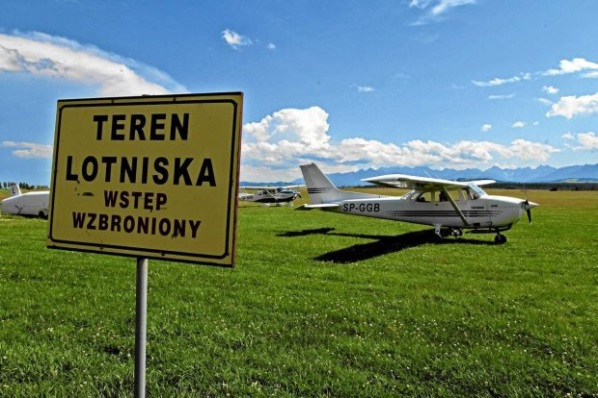 TEREN
LOTNISKA
WSTĘP
WZBRONIONY
SP-GGB